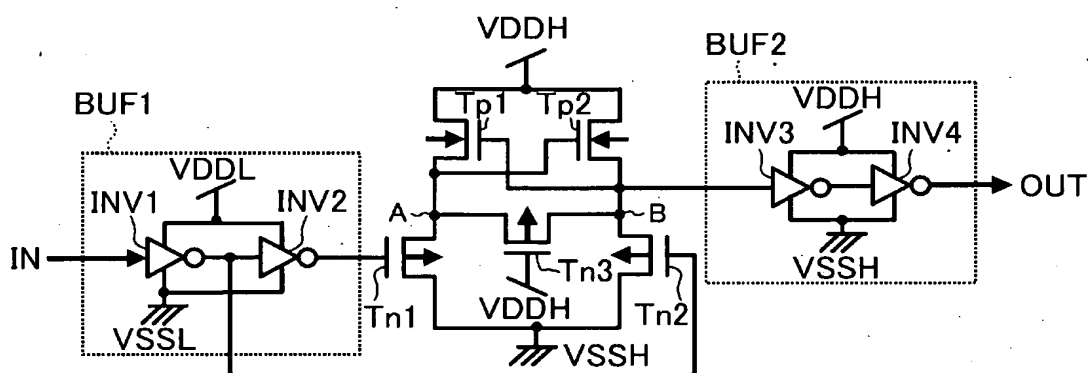 VDDH
BUF2
BUF1
Tp1
Tp2
VDDH
INV3
INV4
VDDL
INV1
INV2
A
B
OUT
IN
Tn3
VSSH
VDDH
Tn1
Tn2
VSSL
VSSH